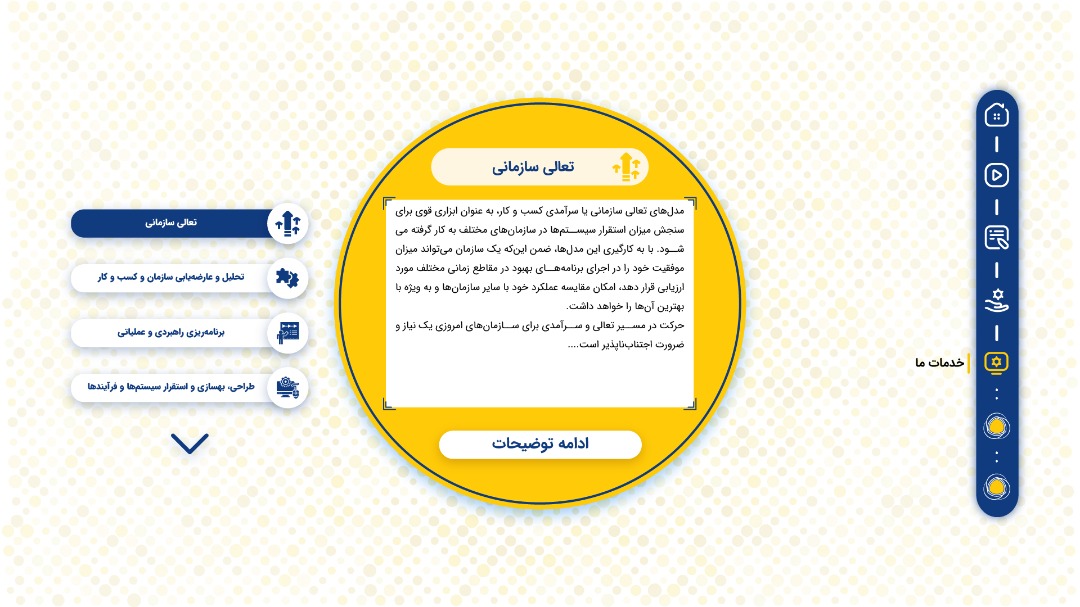 خدمات ما
تعالی سازمانی
مدل‌های تعالی سازمانی یا سرآمدی کسب و کار، به عنوان ابزاری قوی برای
سنجش میزان استقرار سیستم‌ها در سازمان‌های مختلف به کار گرفته می
شود. با به کارگیری این مدل‌ها، ضمن این‌که یک سازمان می‌تواند میزان
موفقیت خود را در اجرای برنامه‌های بهبود در مقاطع زمانی مختلف مورد
ارزیابی قرار دهد، امکان مقایسه عملکرد خود با سایر سازمان‌ها و به ویژه با
بهترین آن‌ها را خواهد داشت.
حرکت در مسیر تعالی و سرآمدی برای سازمان‌های امروزی یک نیاز و
ضرورت اجتناب‌ناپذیر است....
ادامه توضیحات
تعالی سازمانی
تحلیل و عارضه‌یابی سازمان و کسب و کار
برنامه‌ریزی راهبردی و عملیاتی
طراحی، بهسازی و استقرار سیستم‌ها و فرآیندها